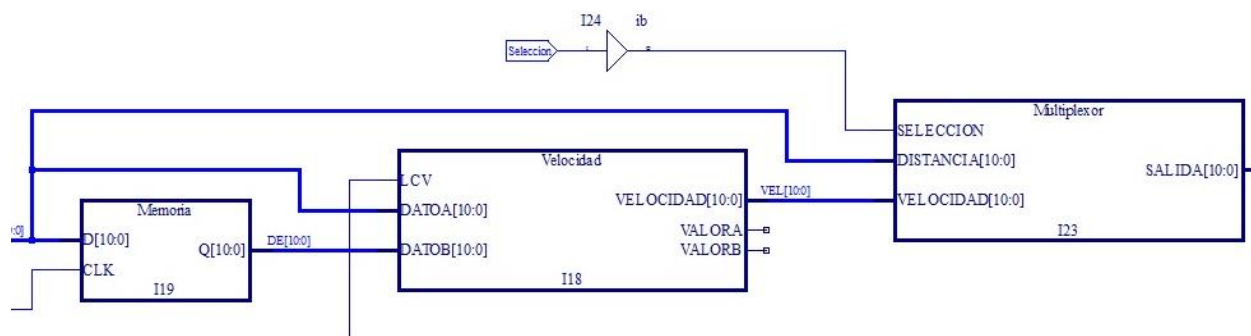 I24 ib
Seleccion
Multiplexor
SELECCION
DISTANCIA[10:0]
SALIDA[10:0]
VELOCIDAD[10:0]
I23
Velocidad
LCV
VELOCIDAD[10:0]
DATOA[10:0]
VALORA
DATOB[10:0]
VALORB
I18
VEL[10:0]
Memoria
D[10:0]
Q[10:0]
CLK
I19
DE[10:0]
:0]